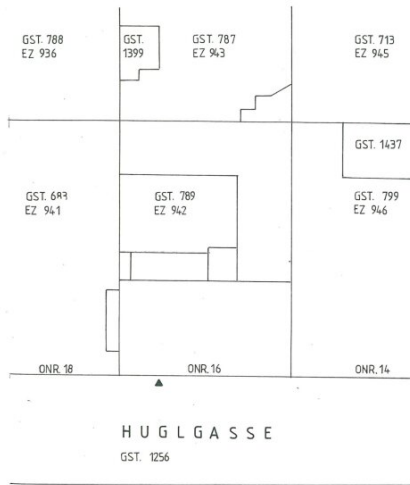 GST. 788
EZ 936
GST.
1399
GST. 787
EZ 943
GST. 713
EZ 945
GST. 1437
GST. 683
EZ 941
GST. 789
EZ 942
GST. 799
EZ 946
ONR. 18
ONR. 16
ONR. 14
HUGLGASSE
GST. 1256